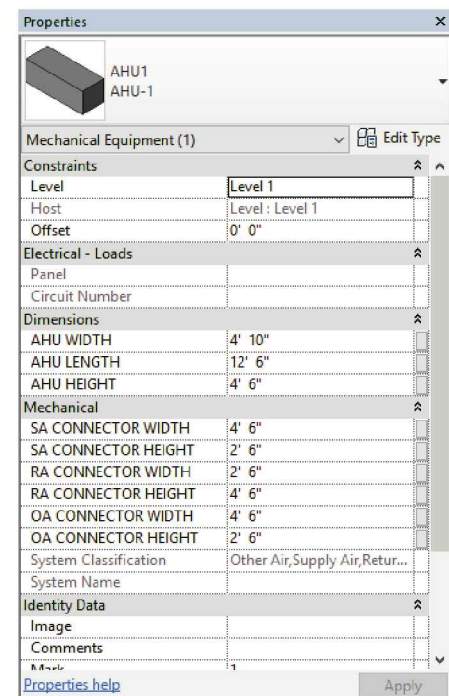 Properties
AHU1
AHU-1
Mechanical Equipment (1) Edit Type
Constraints
Level Level 1
Host Level : Level 1
Offset 0' 0"
Electrical - Loads
Panel
Circuit Number
Dimensions
AHU WIDTH 4' 10"
AHU LENGTH 12' 6"
AHU HEIGHT 4' 6"
Mechanical
SA CONNECTOR WIDTH 4' 6"
SA CONNECTOR HEIGHT 2' 6"
RA CONNECTOR WIDTH 2' 6"
RA CONNECTOR HEIGHT 4' 6"
OA CONNECTOR WIDTH 4' 6"
OA CONNECTOR HEIGHT 2' 6"
System Classification Other Air,Supply Air,Retur...
System Name
Identity Data
Image
Comments
Mark 1
Properties help Apply